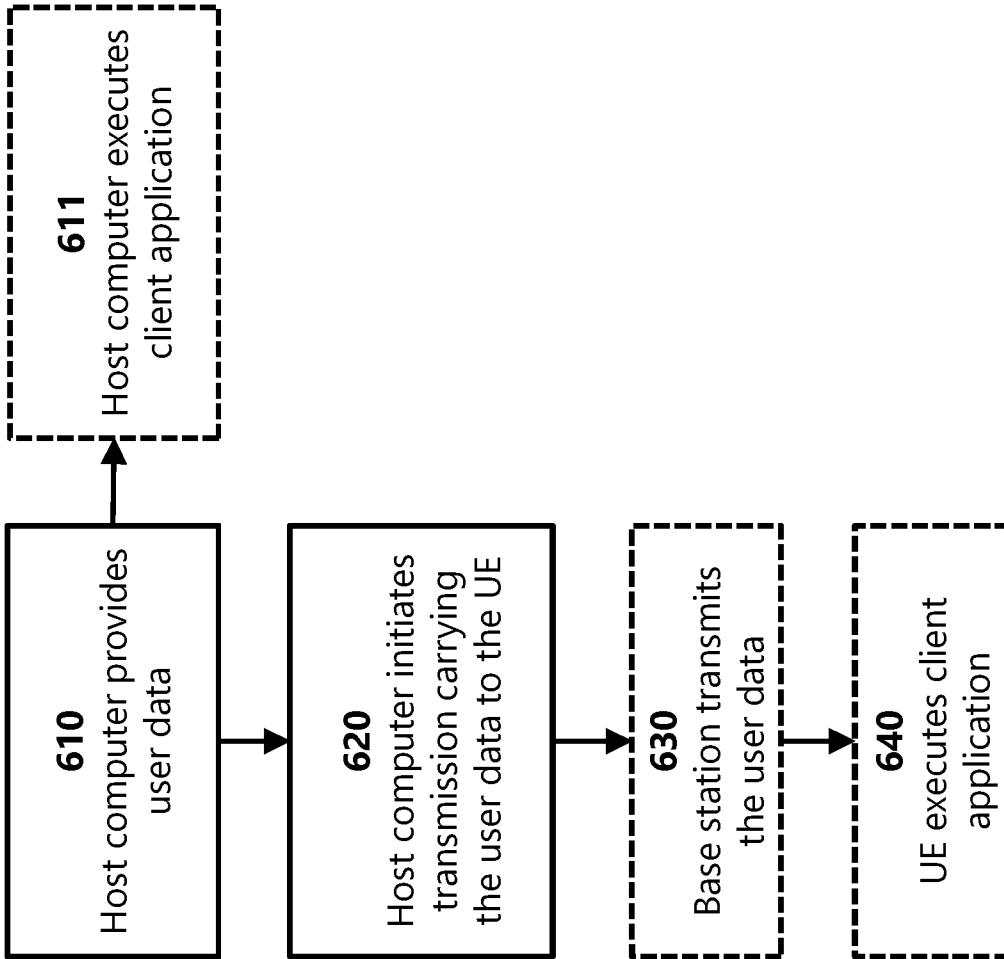 610
Host computer provides
user data
611
Host computer executes
client application
620
Host computer initiates
transmission carrying
the user data to the UE
630
Base station transmits
the user data
640
UE executes client
application